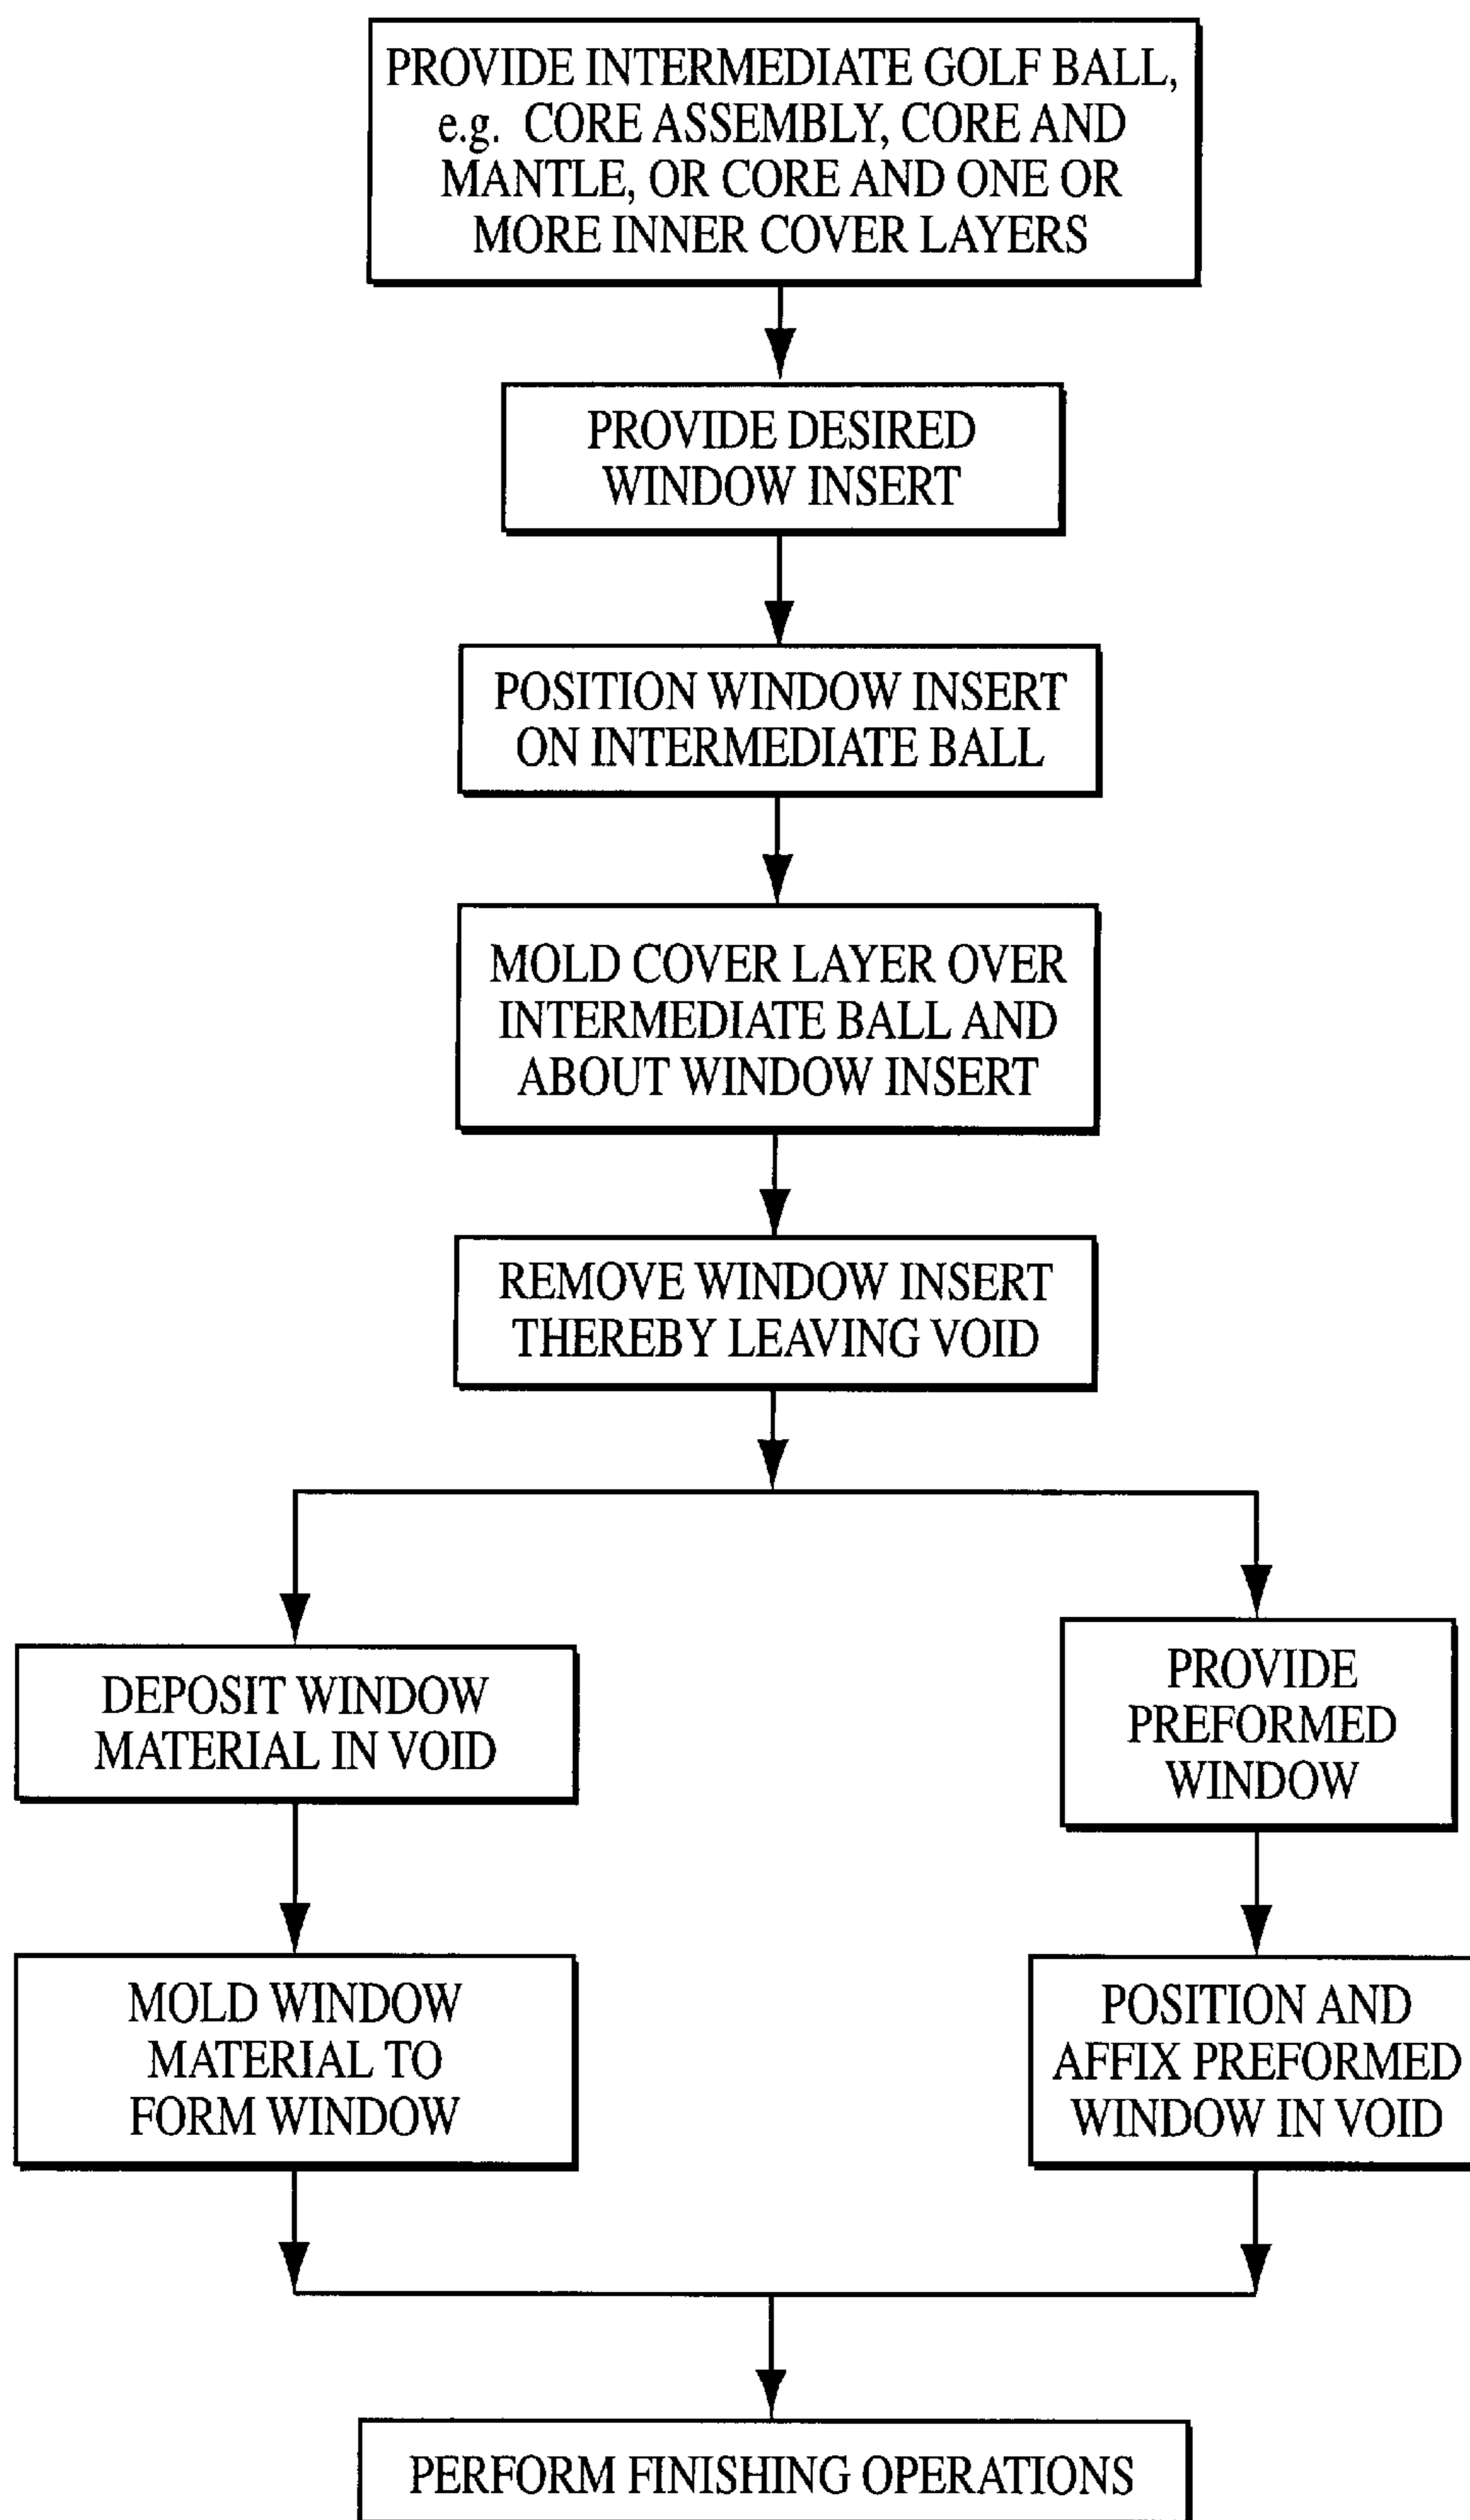 PROVIDE INTERMEDIATE GOLF BALL,
e.g. CORE ASSEMBLY, CORE AND
MANTLE, OR CORE AND ONE OR
MORE INNER COVER LAYERS
PROVIDE DESIRED
WINDOW INSERT
POSITION WINDOW INSERT
ON INTERMEDIATE BALL
MOLD COVER LAYER OVER
INTERMEDIATE BALL AND
ABOUT WINDOW INSERT
REMOVE WINDOW INSERT
THEREBY LEAVING VOID
DEPOSIT WINDOW
MATERIAL IN VOID
MOLD WINDOW
MATERIAL TO
FORM WINDOW
PROVIDE
PREFORMED
WINDOW
POSITION AND
AFFIX PREFORMED
WINDOW IN VOID
PERFORM FINISHING OPERATIONS